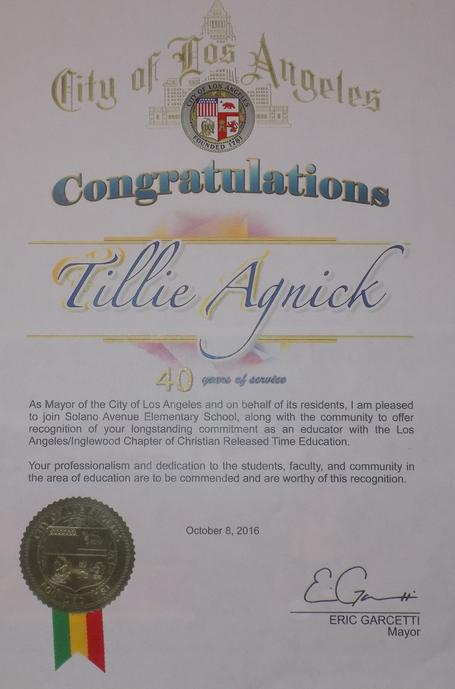 City of Los Angeles
CITY OF LOS ANGELES
FOUNDED 1781
Congratulations
Tillie Agnick
40 years of service
As Mayor of the City of Los Angeles and on behalf of its residents, I am pleased
to join Solano Avenue Elementary School, along with the community to offer
recognition of your longstanding commitment as an educator with the Los
Angeles/Inglewood Chapter of Christian Released Time Education.
Your professionalism and dedication to the students, faculty, and community in
the area of education are to be commended and are worthy of this recognition.
October 8, 2016
ERIC GARCETTI
Mayor